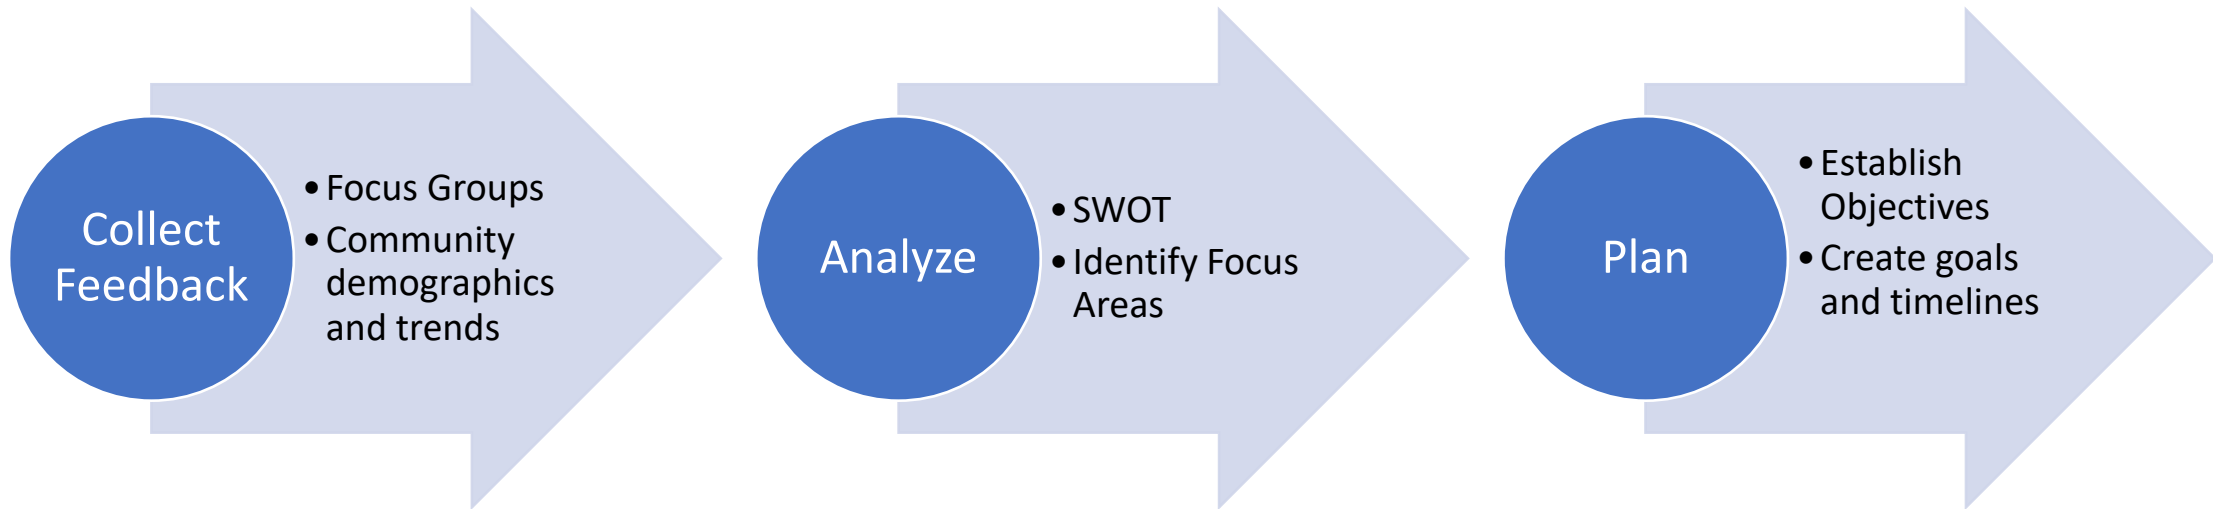 Collect
Feedback
• Focus Groups
• Community
demographics
and trends
Analyze
• SWOT
• Identify Focus
Areas
Plan
• Establish
Objectives
• Create goals
and timelines